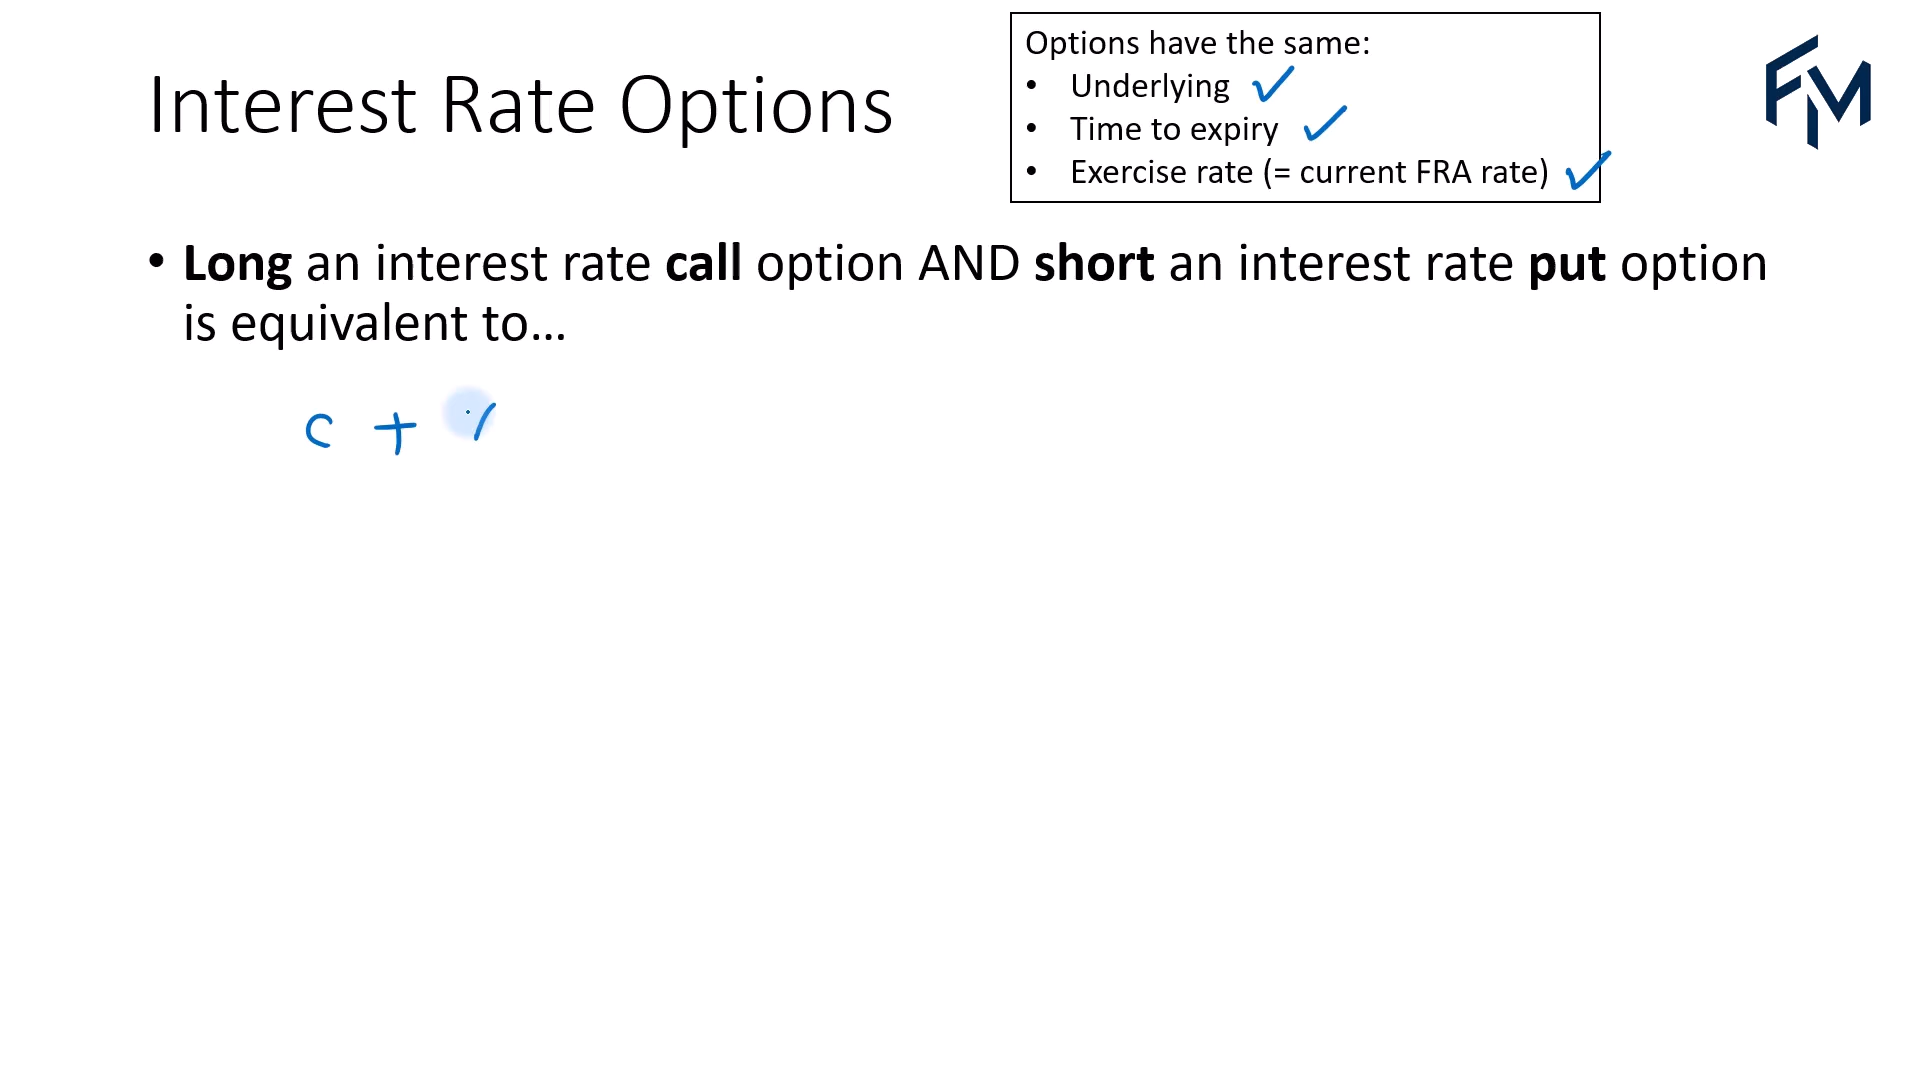 Options have the same:
• Underlying
• Time to expiry
• Exercise rate (= current FRA rate)
FM
Interest Rate Options
• Long an interest rate call option AND short an interest rate put option
is equivalent to...
c +